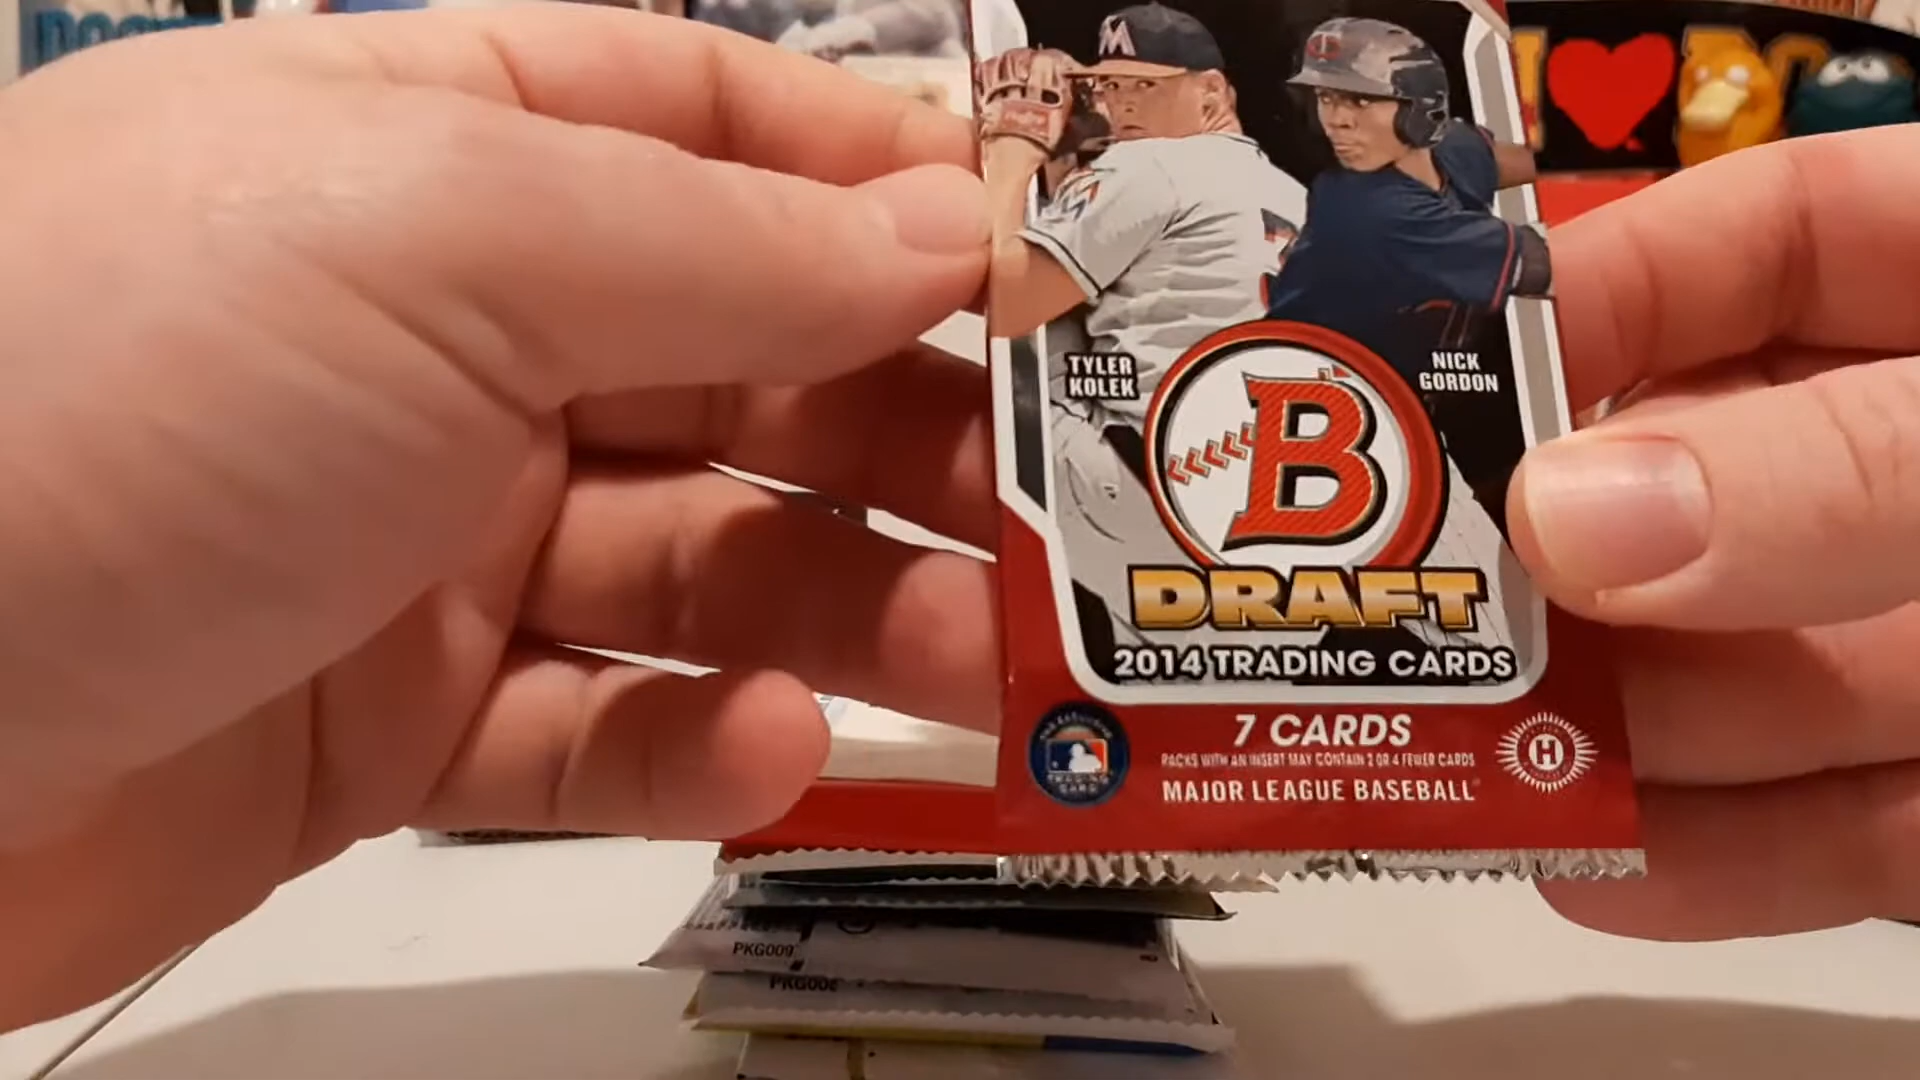 M
TYLER
KOLEK
NICK
GORDON
B
DRAFT
2014 TRADING CARDS
7 CARDS
PACKS WITH AN INSERT MAY CONTAIN 2 OR 4 FEWER CARDS
MAJOR LEAGUE BASEBALL
H
PKG009